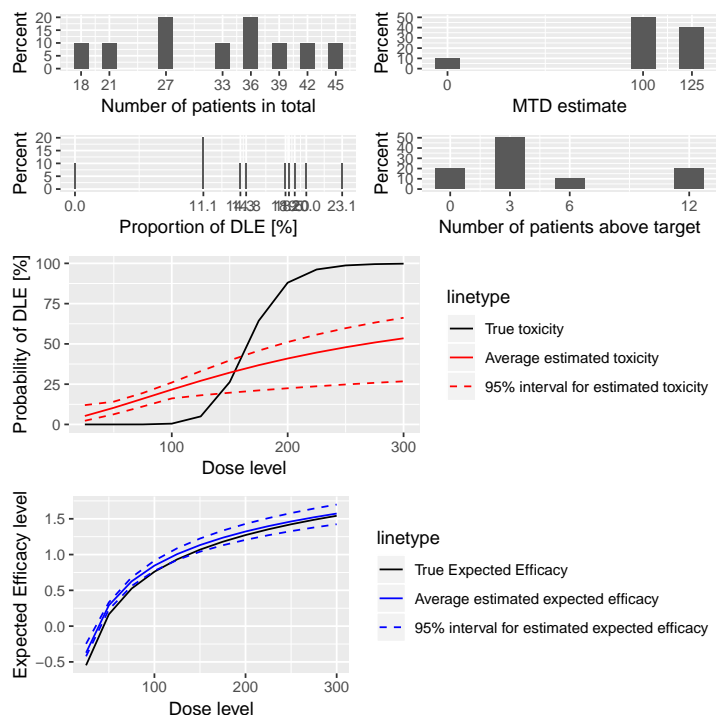 Percent
20
15
10
5
0
18 21 27 33 36 39 42 45
Number of patients in total
Percent
50
40
30
20
10
0
0 100 125
MTD estimate
Percent
20
15
10
5
0
0.0 11.1 23.1
Proportion of DLE [%]
Percent
50
40
30
20
10
0
0 3 6 12
Number of patients above target
Probability of DLE [%]
100
75
50
25
0
100 200 300
Dose level
linetype
True toxicity
Average estimated toxicity
95% interval for estimated toxicity
Expected Efficacy level
1.5
1.0
0.5
0.0
−0.5
100 200 300
Dose level
linetype
True Expected Efficacy
Average estimated expected efficacy
95% interval for estimated expected efficacy